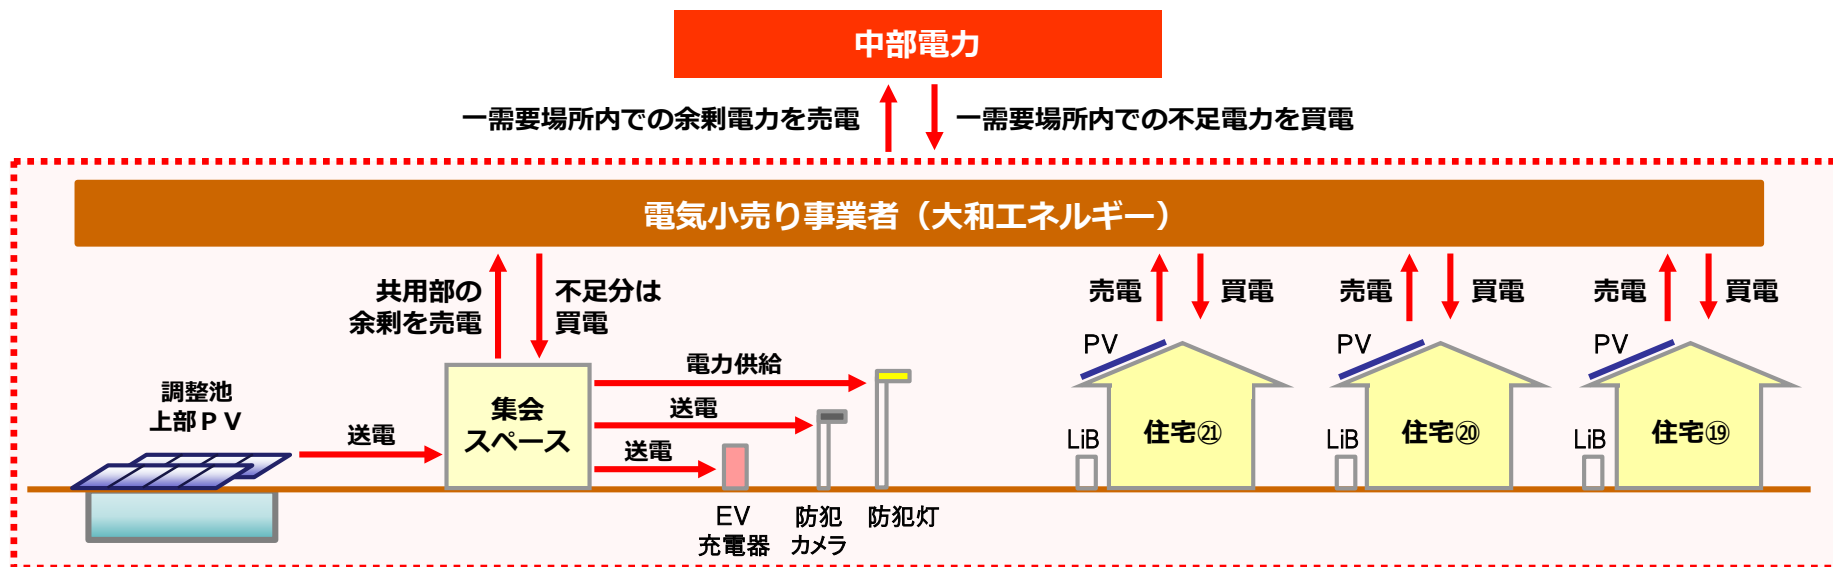 中部電力
一需要場所内での余剰電力を売電
一需要場所内での不足電力を買電
電気小売り事業者（大和エネルギー）
共用部の
余剰を売電
不足分は
買電
売電
買電
売電
買電
売電
買電
調整池
上部ＰＶ
送電
集会
スペース
電力供給
送電
送電
EV
充電器
防犯
カメラ
防犯灯
PV
LiB
住宅㉑
PV
LiB
住宅⑳
PV
LiB
住宅⑲